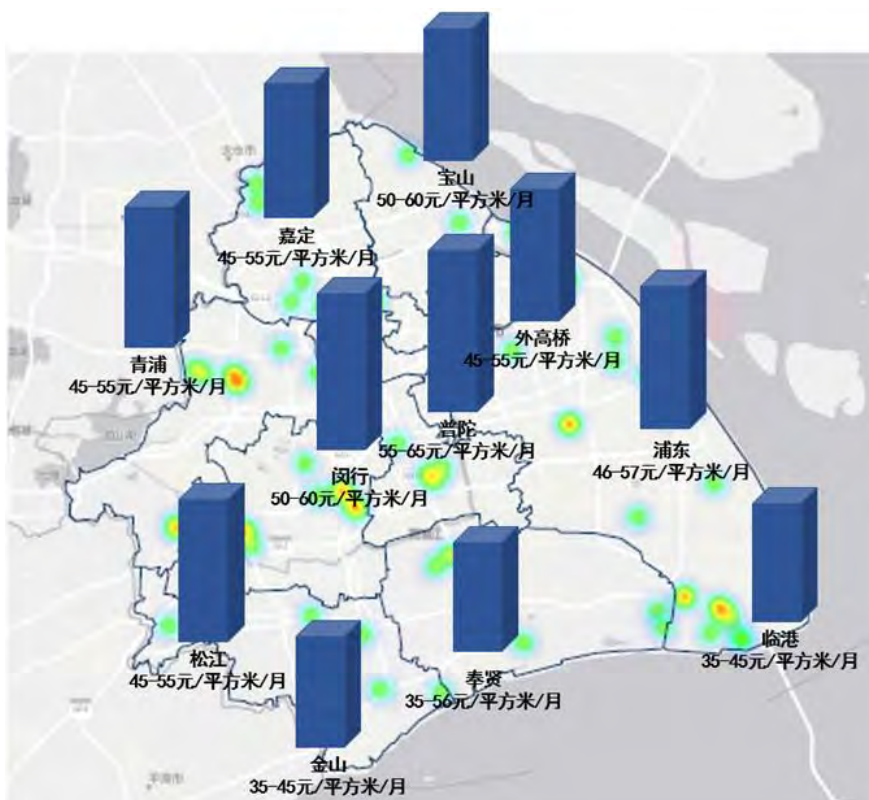 宝山
50-60元/平方米/月
嘉定
45-55元/平方米/月
外高桥
45-55元/平方米/月
青浦
45-55元/平方米/月
普陀
55-65元/平方米/月
浦东
46-57元/平方米/月
闵行
50-60元/平方米/月
临港
35-45元/平方米/月
松江
45-55元/平方米/月
奉贤
35-56元/平方米/月
金山
35-45元/平方米/月